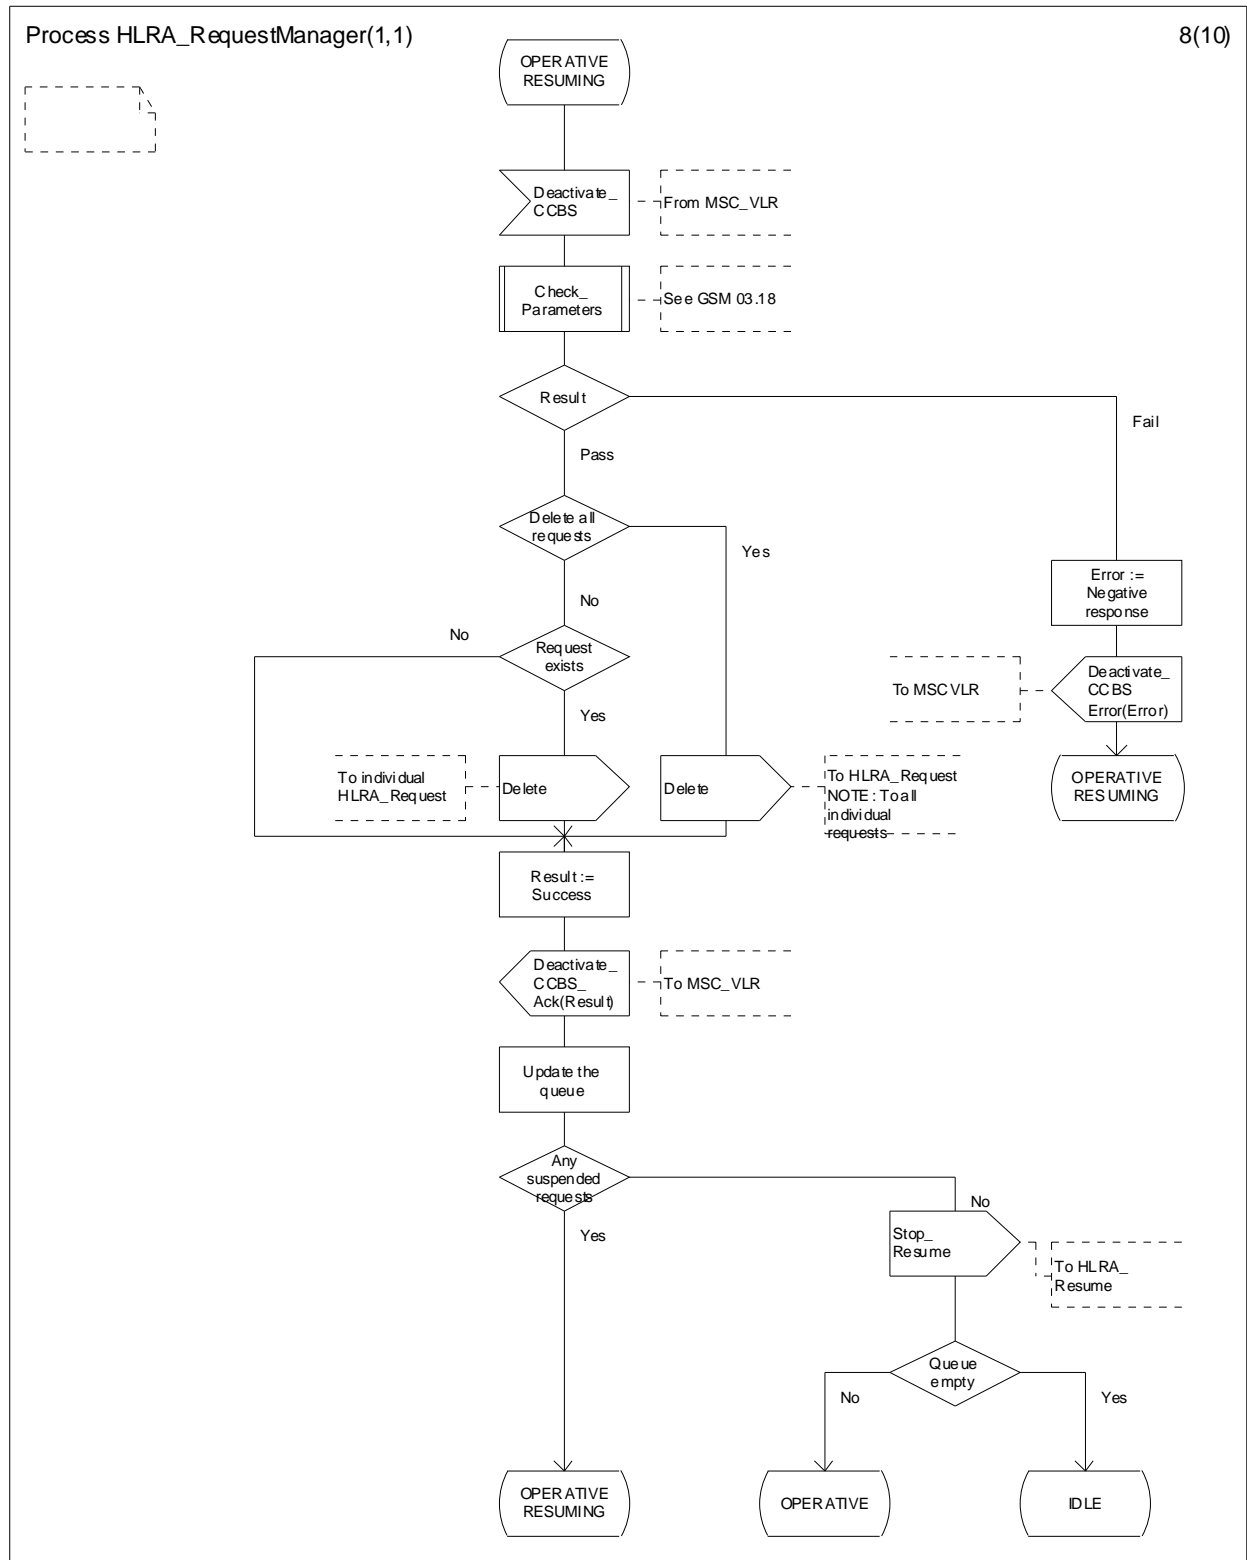 Process HLRA_RequestManager(1,1)
8(10)
OPERATIVE
RESUMING
Deactivate_
CCBS
From MSC_VLR
Check_
Parameters
See GSM 03.18
Result
Fail
Pass
Delete all
requests
Yes
No
Error :=
Negative
response
No
Request
exists
Deactivate_
CCBS
Error(Error)
To MSCVLR
Yes
To individual
HLRA_Request
Delete
Delete
To HLRA_Request
NOTE : To all
individual
requests
OPERATIVE
RESUMING
Result :=
Success
Deactivate_
CCBS_
Ack(Result)
To MSC_VLR
Update the
queue
Any
suspended
requests
No
Yes
Stop_
Resume
To HLRA_
Resume
Queue
empty
No
Yes
OPERATIVE
RESUMING
OPERATIVE
IDLE